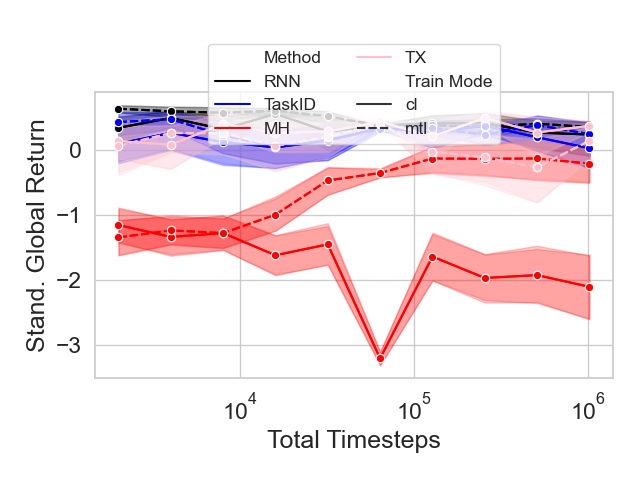 Method
RNN
TaskID
MH
TX
Train Mode
cl
mtl
0
−1
−2
−3
Stand. Global Return
10^4
10^5
10^6
Total Timesteps